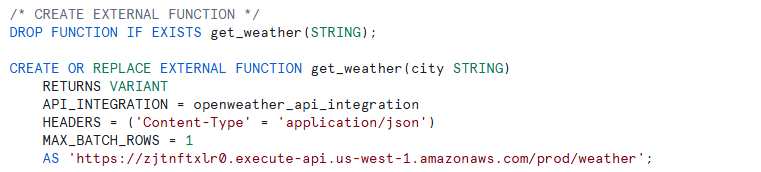 /* CREATE EXTERNAL FUNCTION */
DROP FUNCTION IF EXISTS get_weather(STRING);
CREATE OR REPLACE EXTERNAL FUNCTION get_weather(city STRING)
RETURNS VARIANT
API_INTEGRATION = openweather_api_integration
HEADERS = ('Content-Type' = 'application/json')
MAX_BATCH_ROWS = 1
AS 'https://zjtnftxlr0.execute-api.us-west-1.amazonaws.com/prod/weather';